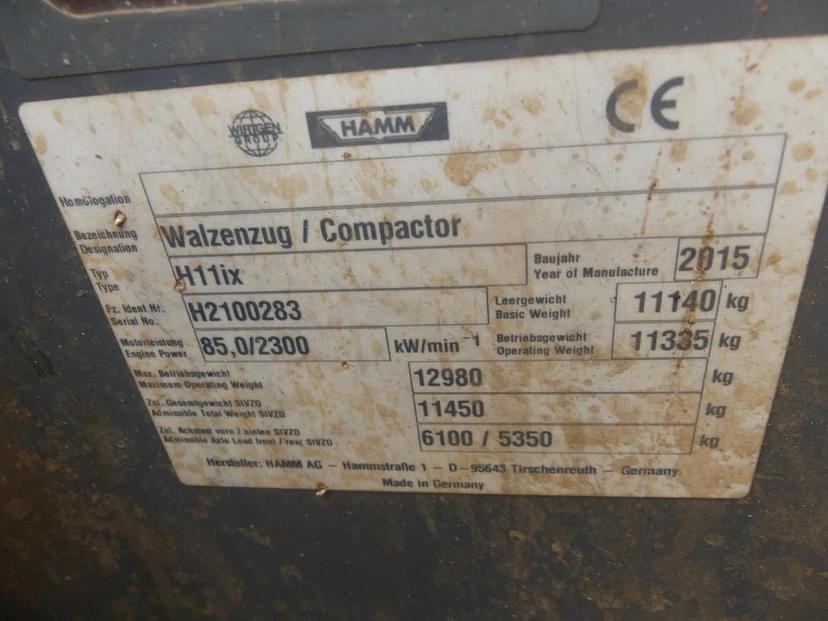 WIRTGEN GROUP HAMM CE
Homologation
Bezeichnung Designation Walzenzug / Compactor
Typ Type H11ix Baujahr Year of Manufacture 2015
Fz. Ident Nr. Serial No. H2100283 Leergewicht Basic Weight 11140 kg
Motorleistung Engine Power 85,0/2300 kW/min⁻¹ Betriebsgewicht Operating Weight 11335 kg
Max. Betriebsgewicht Maximum Operating Weight 12980 kg
Zul. Gesamtgewicht StVZO Admissible Total Weight StVZO 11450 kg
Zul. Achslast vorn / hinten StVZO Admissible Axle Load front / rear StVZO 6100 / 5350 kg
Hersteller: HAMM AG – Hammstraße 1 – D–95643 Tirschenreuth – Germany
Made in Germany